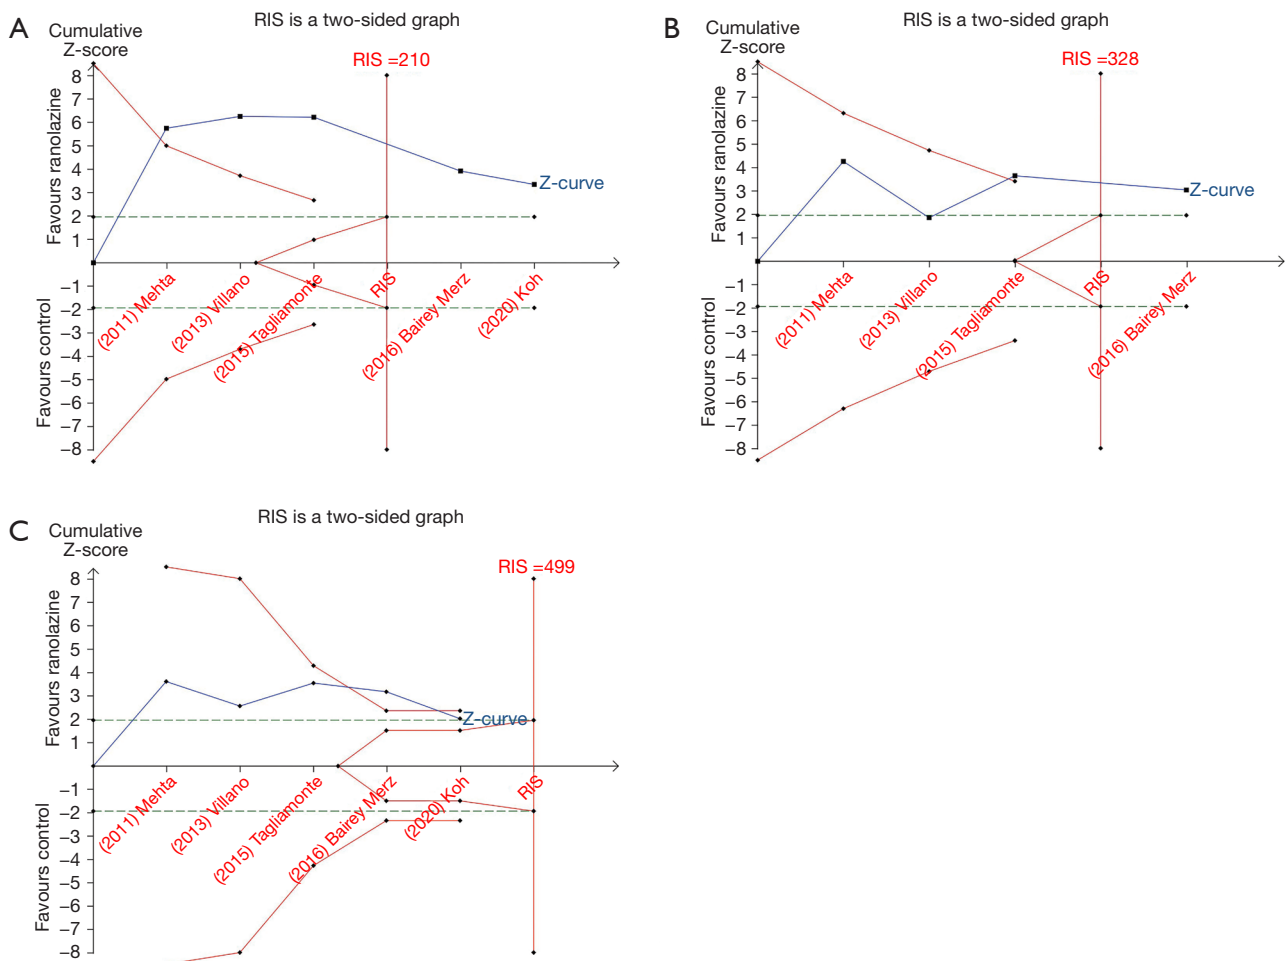 A
Cumulative
Z-score
RIS is a two-sided graph
RIS =210
Favours ranolazine
Favours control
8
7
6
5
4
3
2
1
−1
−2
−3
−4
−5
−6
−7
−8
Z-curve
(2011) Mehta
(2013) Villano
(2015) Tagliamonte
RIS
(2016) Bairey Merz
(2020) Koh
B
Cumulative
Z-score
RIS is a two-sided graph
RIS =328
Favours ranolazine
Favours control
8
7
6
5
4
3
2
1
−1
−2
−3
−4
−5
−6
−7
−8
Z-curve
(2011) Mehta
(2013) Villano
(2015) Tagliamonte
RIS
(2016) Bairey Merz
C
Cumulative
Z-score
RIS is a two-sided graph
RIS =499
Favours ranolazine
Favours control
8
7
6
5
4
3
2
1
−1
−2
−3
−4
−5
−6
−7
−8
Z-curve
(2011) Mehta
(2013) Villano
(2015) Tagliamonte
(2016) Bairey Merz
(2020) Koh
RIS